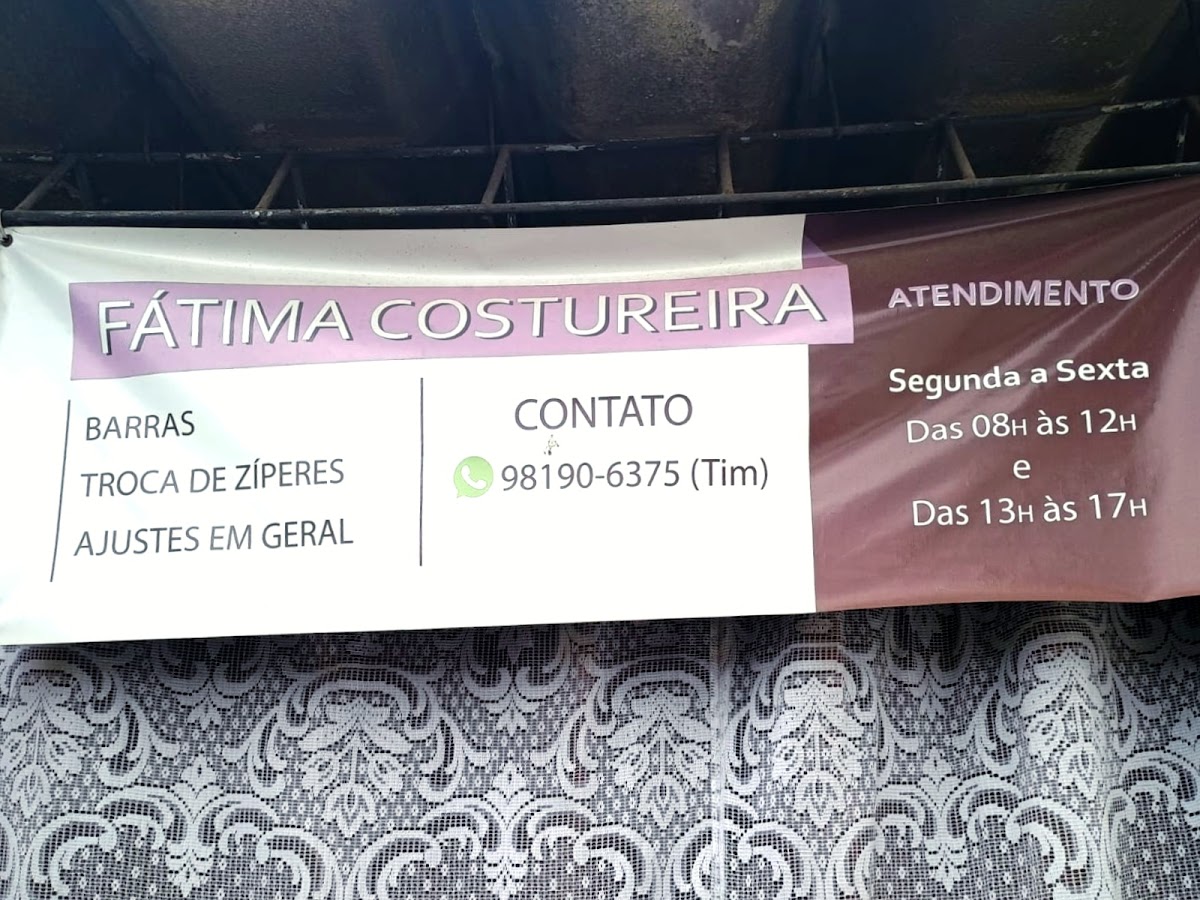 FÁTIMA COSTUREIRA
BARRAS
TROCA DE ZÍPERES
AJUSTES EM GERAL
CONTATO
98190-6375 (Tim)
ATENDIMENTO
Segunda a Sexta
Das 08H às 12H
e
Das 13H às 17H